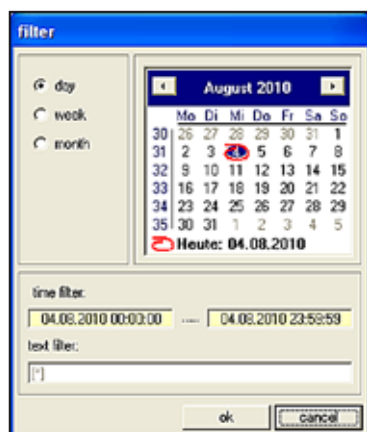 filter
day
week
month
August 2010
Mo Di Mi Do Fr Sa So
30 26 27 28 29 30 31 1
31 2 3 4 5 6 7 8
32 9 10 11 12 13 14 15
33 16 17 18 19 20 21 22
34 23 24 25 26 27 28 29
35 30 31 1 2 3 4 5
Heute: 04.08.2010
time filter:
04.08.2010 00:00:00 ---- 04.08.2010 23:59:59
text filter:
[*]
ok cancel